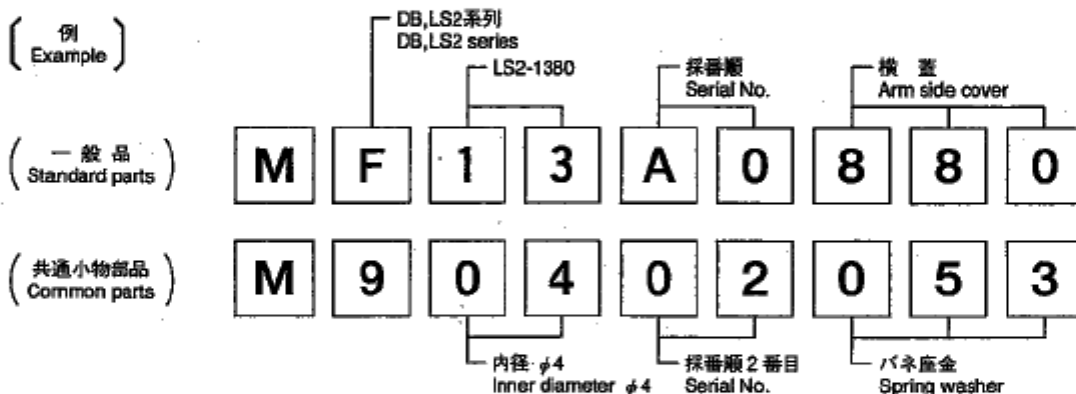 例
Example
DB,LS2系列
DB,LS2 series
LS2-1380
採番順
Serial No.
横 蓋
Arm side cover
一 般 品
Standard parts
M F 1 3 A 0 8 8 0
共通小物部品
Common parts
M 9 0 4 0 2 0 5 3
内径 φ4
Inner diameter φ4
採番順2番目
Serial No.
バネ座金
Spring washer